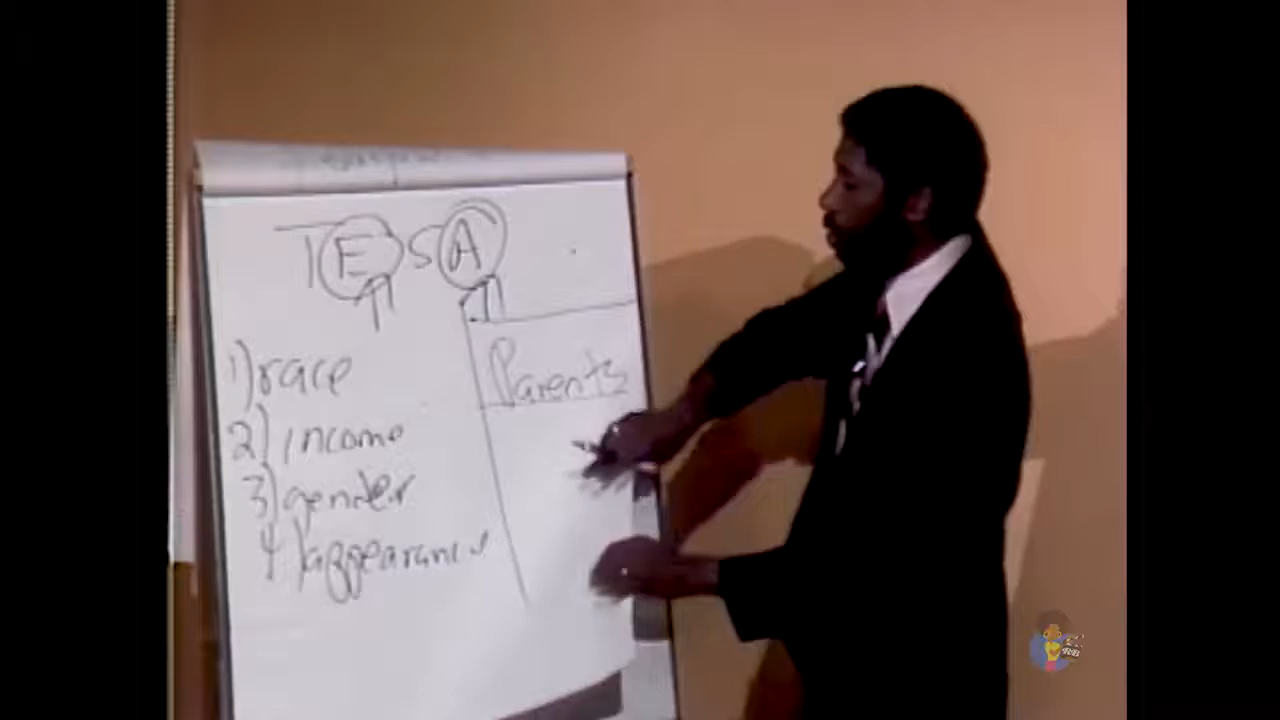 TESA
1) race
2) income
3) gender
4) appearance
Parents